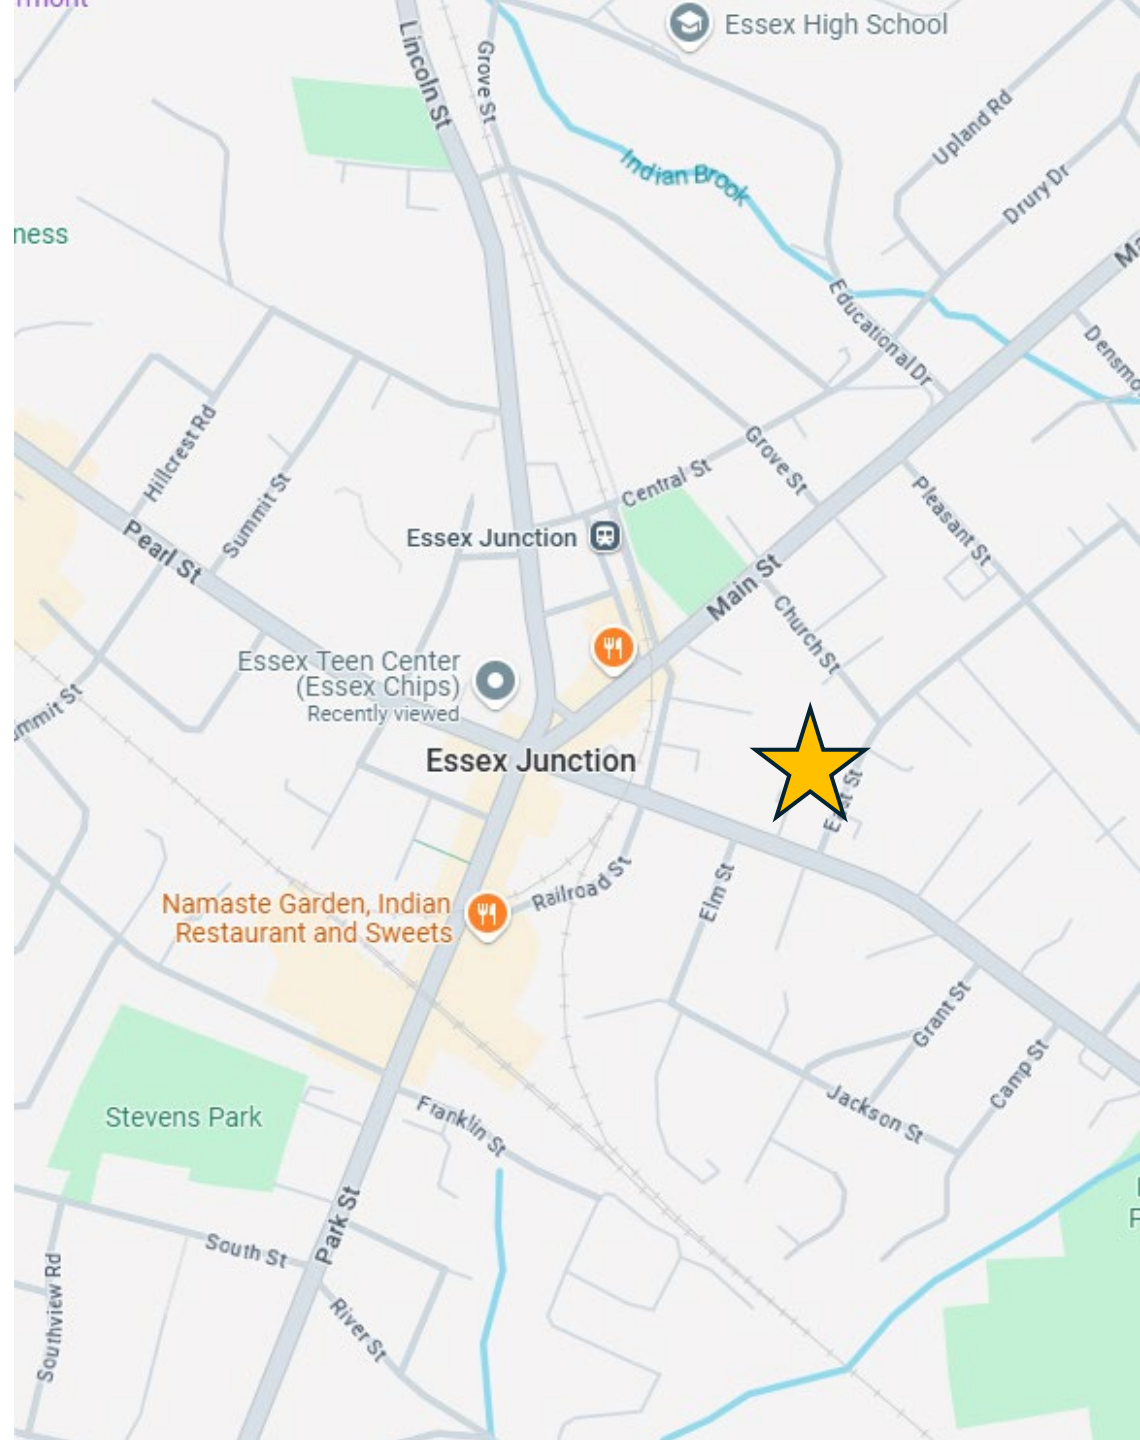 Essex High School
Lincoln St
Grove St
Upland Rd
Indian Brook
Drury Dr
ness
Educational Dr
Hillcrest Rd
Summit St
Grove St
Central St
Pleasant St
Pearl St
Essex Junction
Main St
Church St
Essex Teen Center
(Essex Chips)
Recently viewed
Essex Junction
Elm St
Railroad St
Namaste Garden, Indian
Restaurant and Sweets
Grant St
Camp St
Stevens Park
Franklin St
Jackson St
Park St
South St
Southview Rd
River St